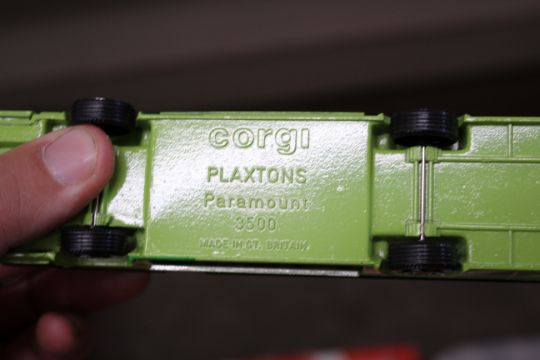 corgi
PLAXTONS
Paramount
3500
MADE IN GT. BRITAIN